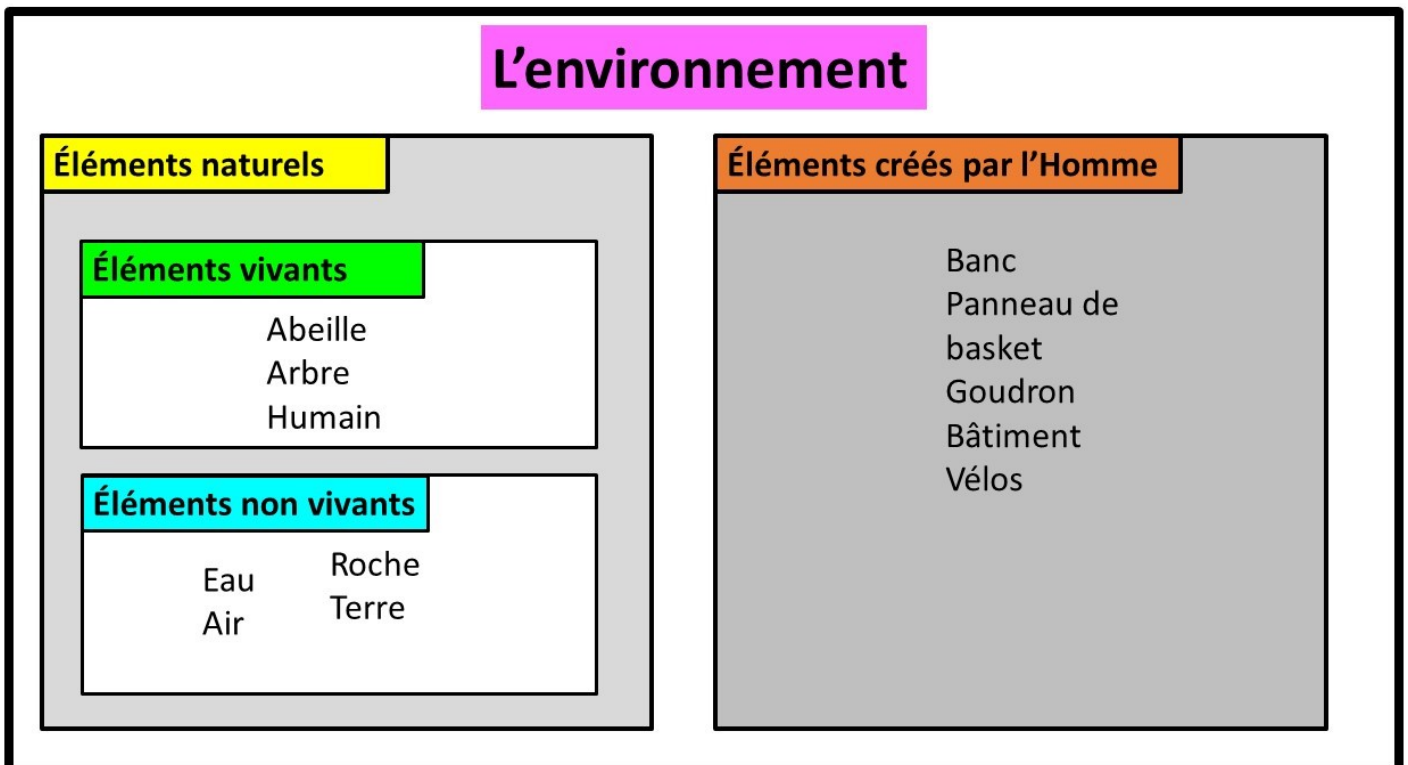 L’environnement
Éléments naturels
Éléments vivants
Abeille
Arbre
Humain
Éléments non vivants
Eau
Air
Roche
Terre
Éléments créés par l’Homme
Banc
Panneau de
basket
Goudron
Bâtiment
Vélos